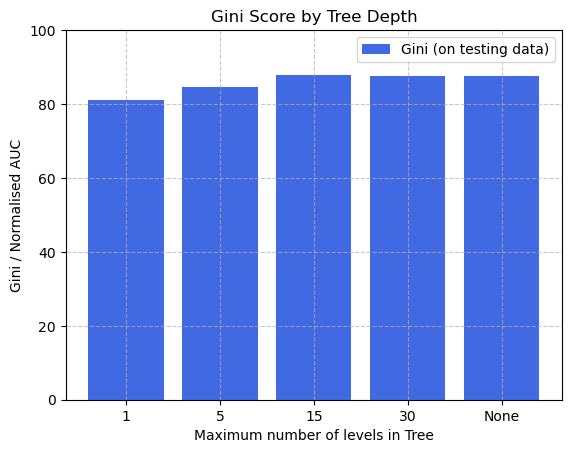 Gini Score by Tree Depth
Gini (on testing data)
100
80
60
40
20
0
Gini / Normalised AUC
1 5 15 30 None
Maximum number of levels in Tree